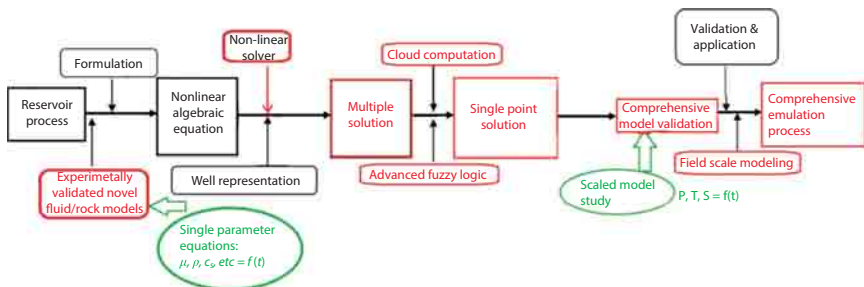 Formulation
Non-linear
solver
Cloud computation
Validation &
application
Reservoir
process
Nonlinear
algebraic
equation
Multiple
solution
Single point
solution
Comprehensive
model validation
Comprehensive
emulation
process
Experimetally
validated novel
fluid/rock models
Well representation
Advanced fuzzy logic
Field scale modeling
Scaled model
study
P, T, S = f(t)
Single parameter
equations:
μ, ρ, cₛ, etc = f (t)